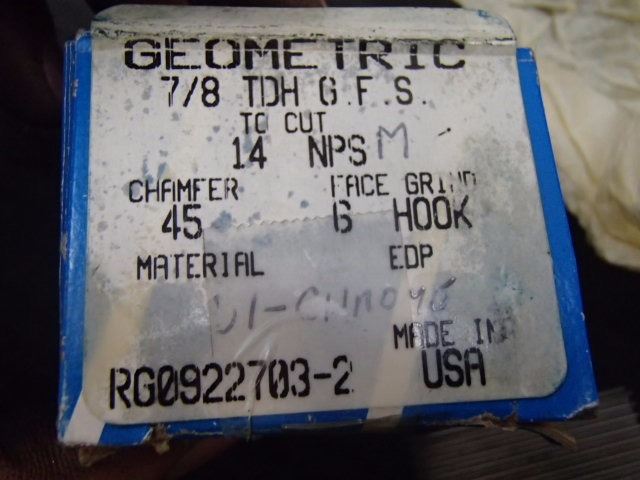 GEOMETRIC
7/8 TDH G.F.S.
TO CUT
14 NPSM
CHAMFER FACE GRIND
45 6 HOOK
MATERIAL EDP
MADE IN
RG0922703-2 USA